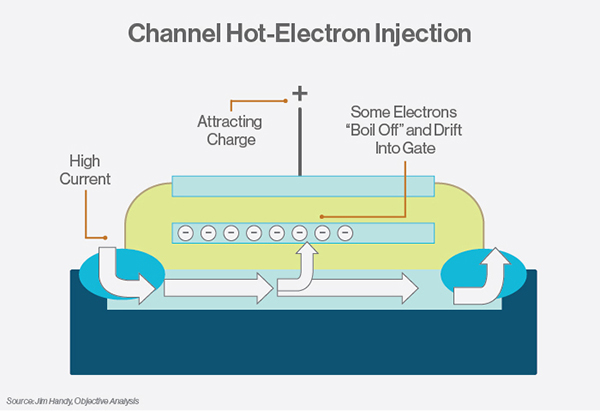 Channel Hot-Electron Injection
+
Attracting
Charge
Some Electrons
“Boil Off” and Drift
Into Gate
High
Current
− − − − − − − −
Source: Jim Handy, Objective Analysis